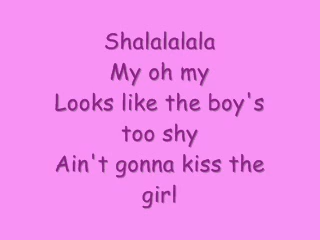 Shalalalala
My oh my
Looks like the boy's
too shy
Ain't gonna kiss the
girl